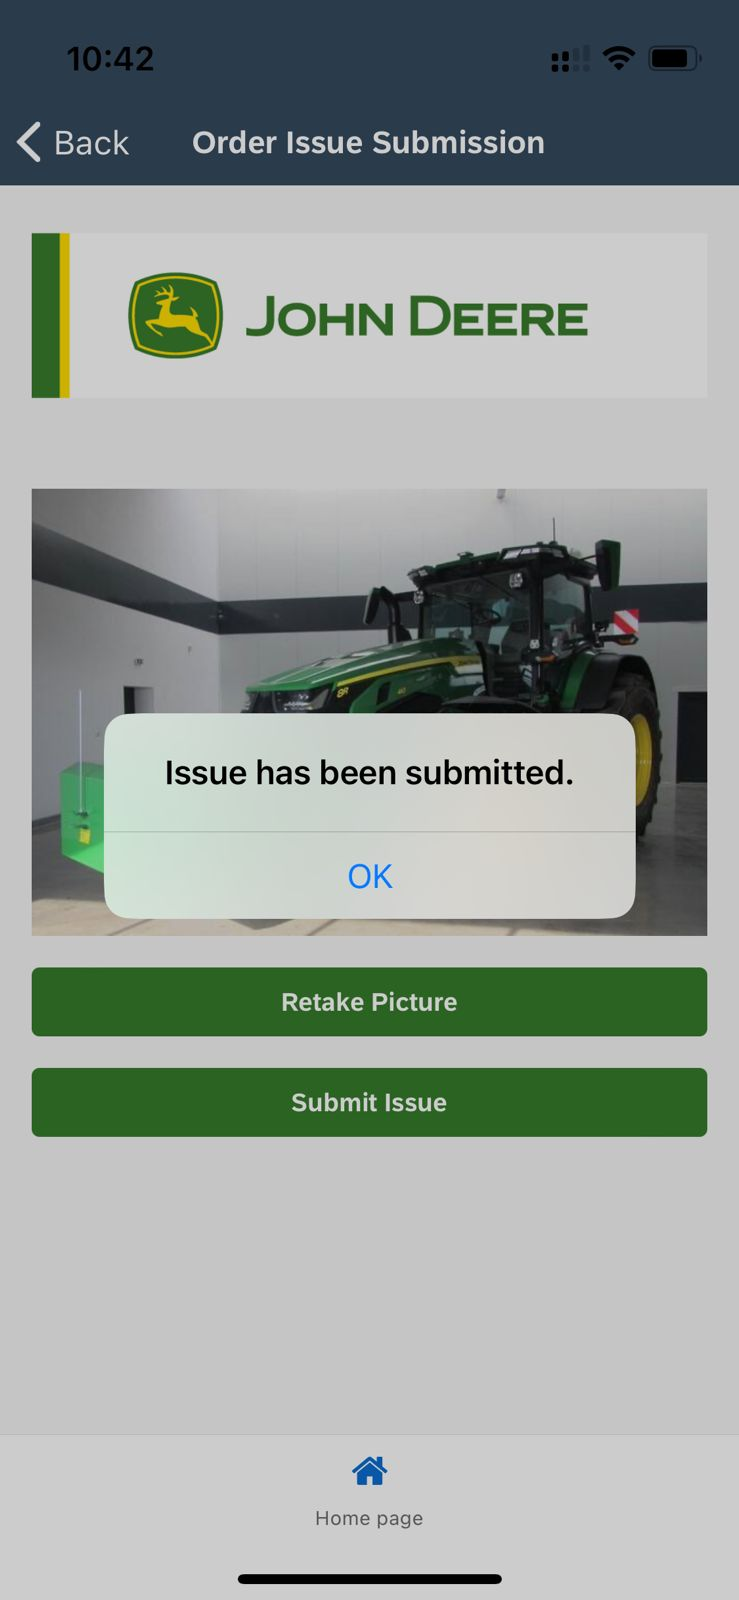 10:42
Back
Order Issue Submission
JOHN DEERE
8R
Issue has been submitted.
OK
Retake Picture
Submit Issue
Home page